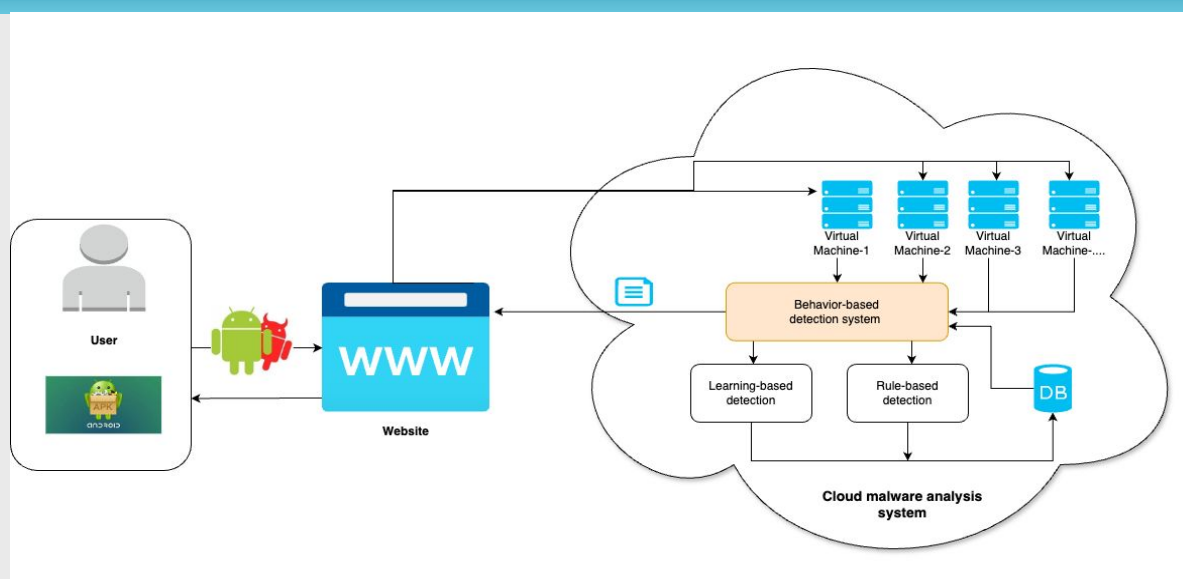 Virtual
Machine-1
Virtual
Machine-2
Virtual
Machine-3
Virtual
Machine-....
Behavior-based
detection system
User
APK
ANDROID
WWW
Website
Learning-based
detection
Rule-based
detection
DB
Cloud malware analysis
system